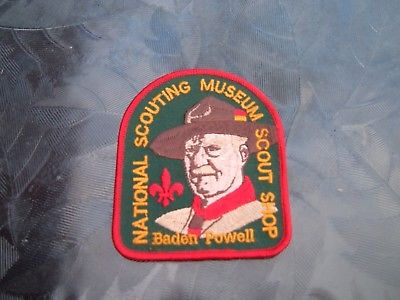 NATIONAL SCOUTING MUSEUM SCOUT SHOP
Baden Powell